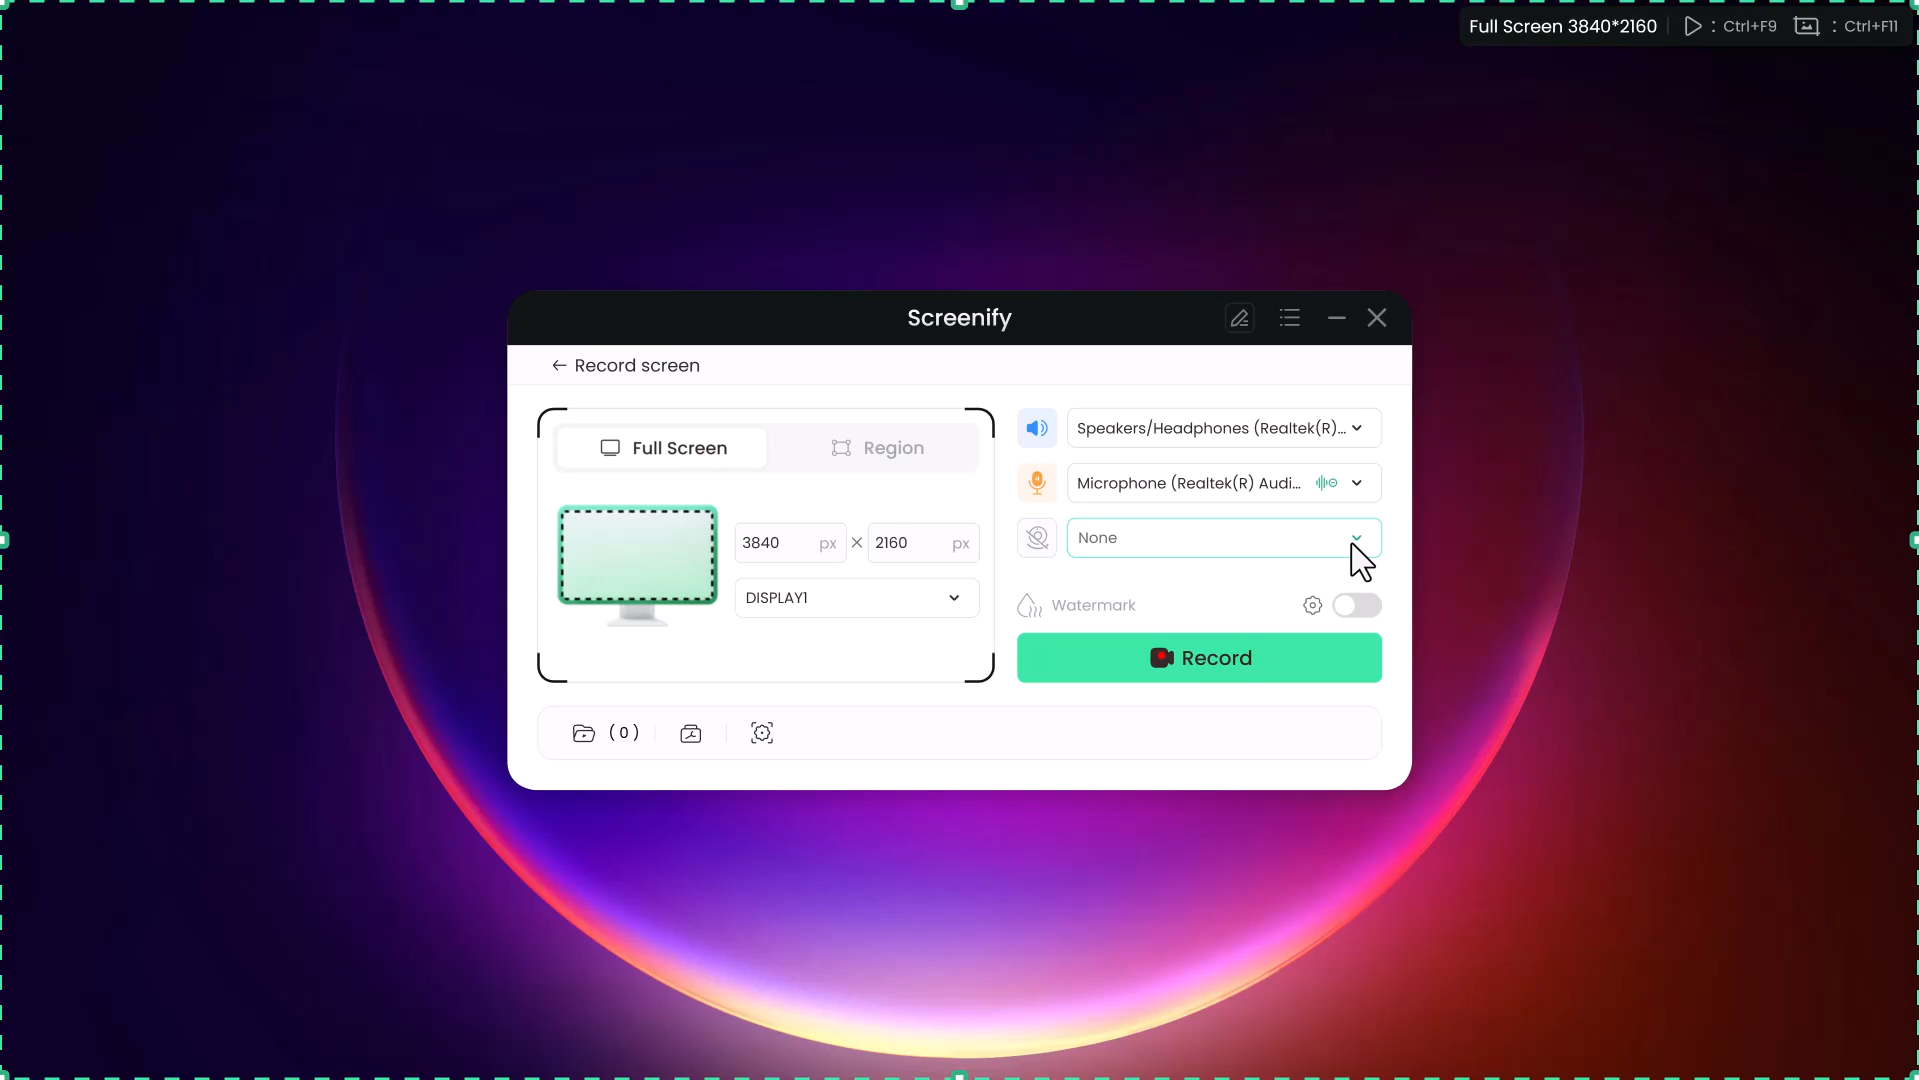 Full Screen 3840*2160
: Ctrl+F9
: Ctrl+F11
Screenify
Record screen
Full Screen
Region
3840 px × 2160 px
DISPLAY1
Speakers/Headphones (Realtek(R)...
Microphone (Realtek(R) Audi...
None
Watermark
Record
( 0 )